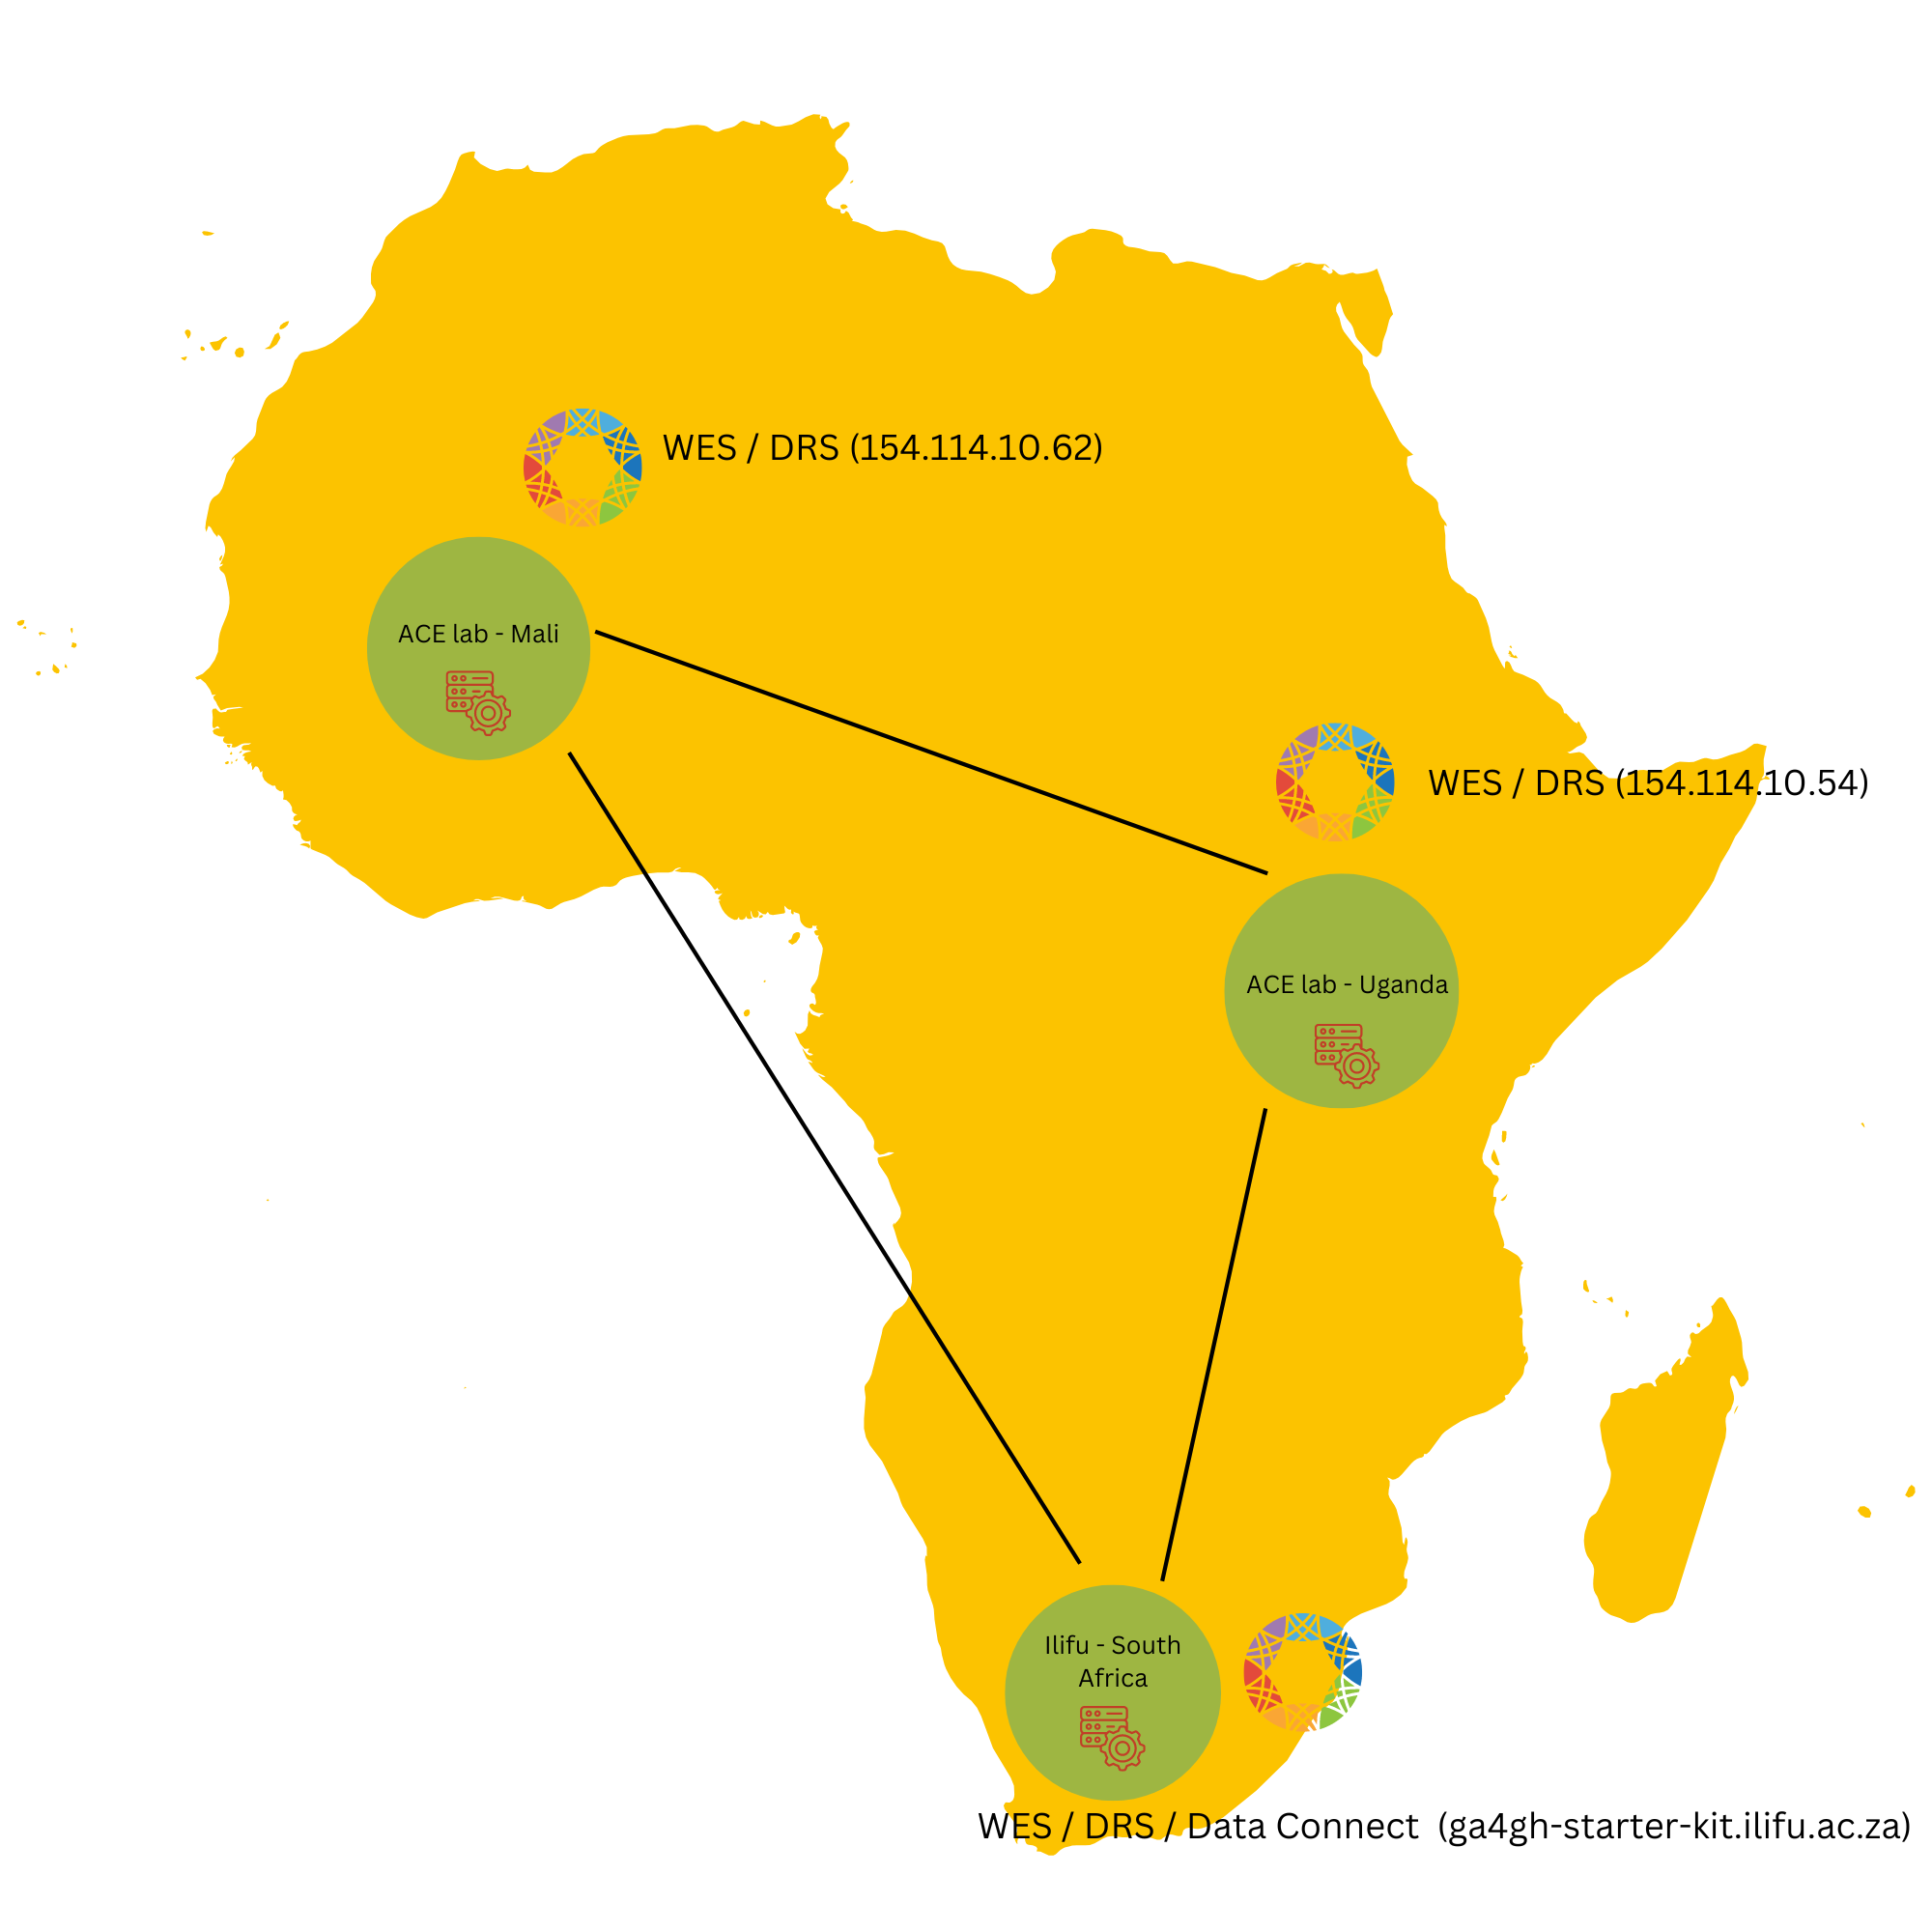 WES / DRS (154.114.10.62)
ACE lab - Mali
WES / DRS (154.114.10.54)
ACE lab - Uganda
Ilifu - South
Africa
WES / DRS / Data Connect (ga4gh-starter-kit.ilifu.ac.za)